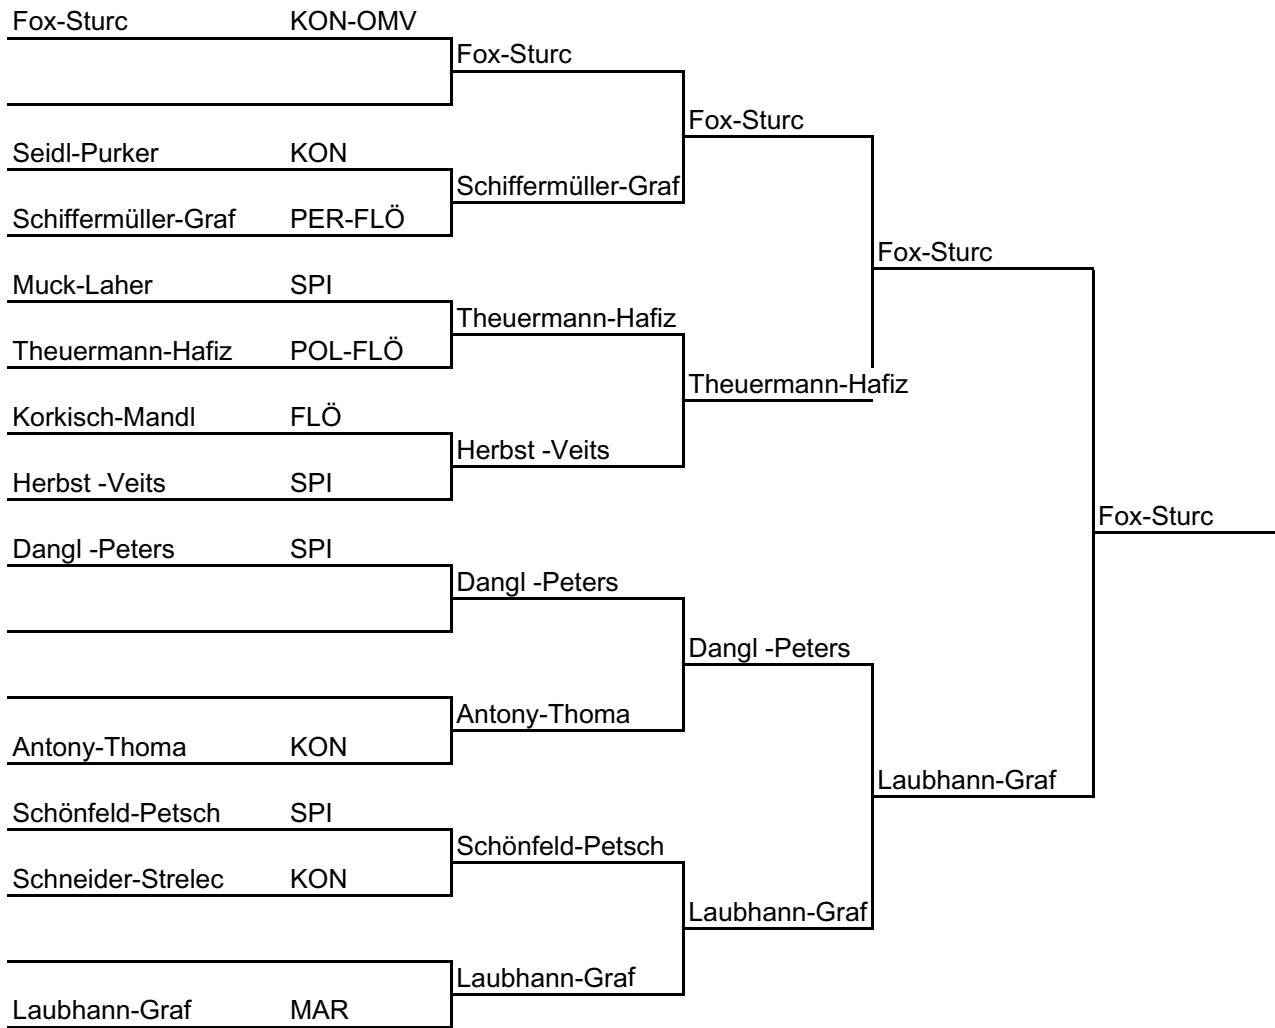 Fox-Sturc KON-OMV
Fox-Sturc
Fox-Sturc
Seidl-Purker KON
Schiffermüller-Graf
Schiffermüller-Graf PER-FLÖ
Fox-Sturc
Muck-Laher SPI
Theuermann-Hafiz
Theuermann-Hafiz POL-FLÖ
Theuermann-Hafiz
Korkisch-Mandl FLÖ
Herbst -Veits
Herbst -Veits SPI
Fox-Sturc
Dangl -Peters SPI
Dangl -Peters
Dangl -Peters
Antony-Thoma
Antony-Thoma KON
Laubhann-Graf
Schönfeld-Petsch SPI
Schönfeld-Petsch
Schneider-Strelec KON
Laubhann-Graf
Laubhann-Graf
Laubhann-Graf MAR